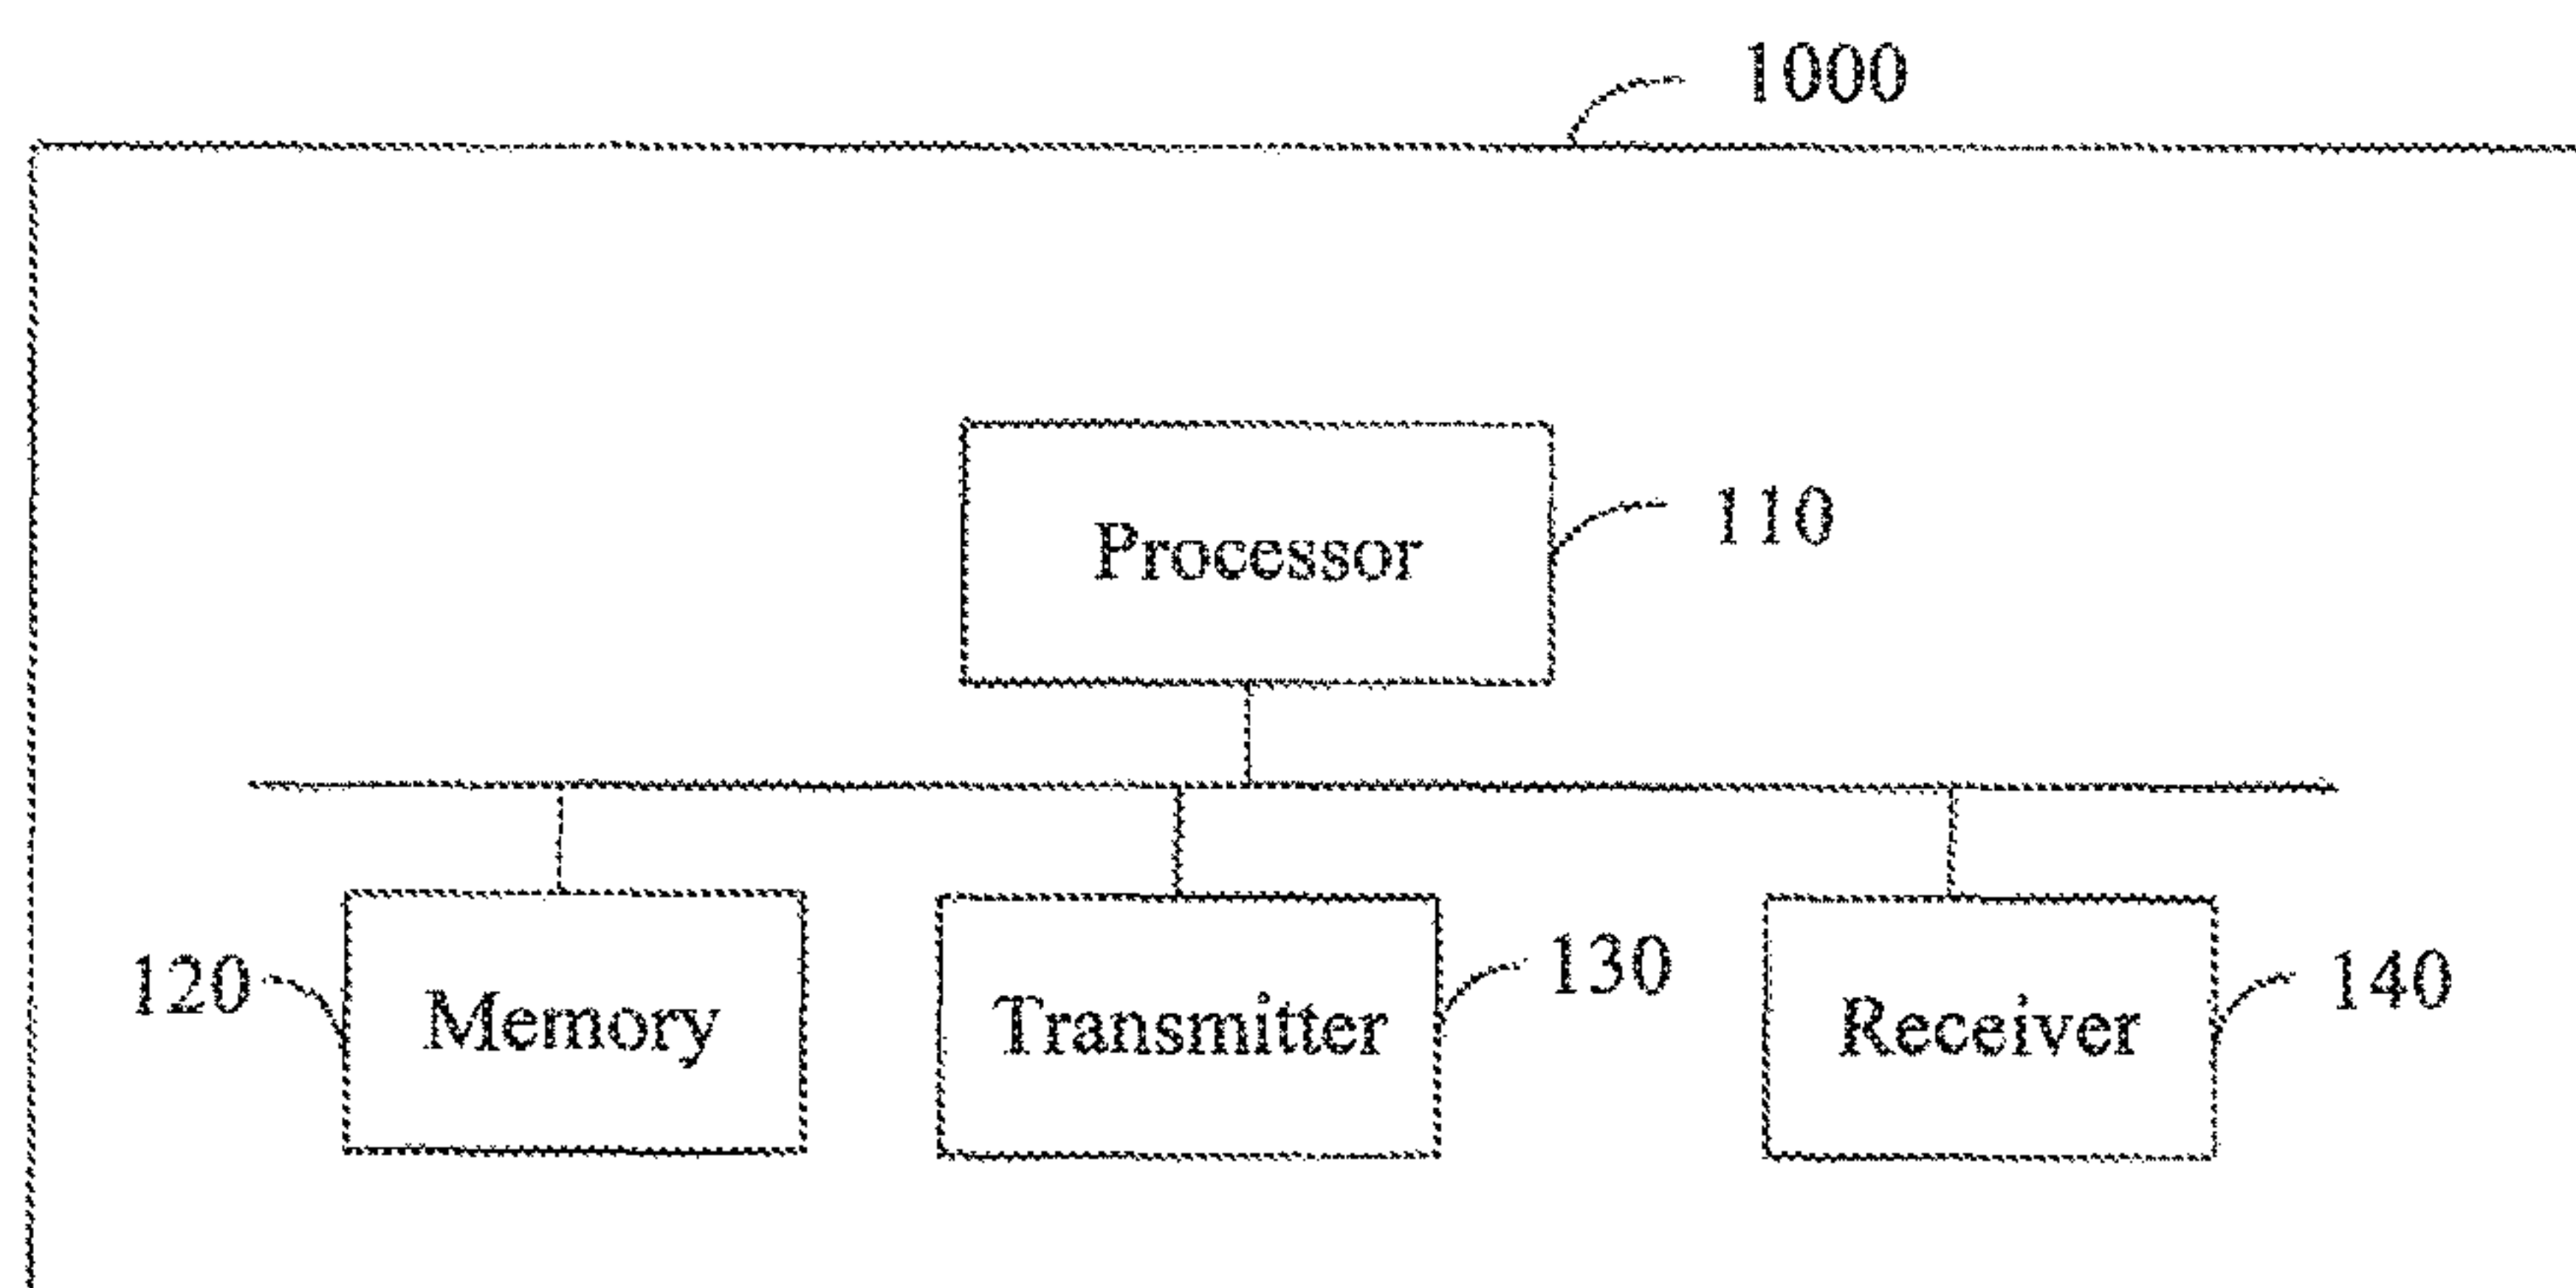 1000
Processor
110
120
Memory
Transmitter
130
Receiver
140